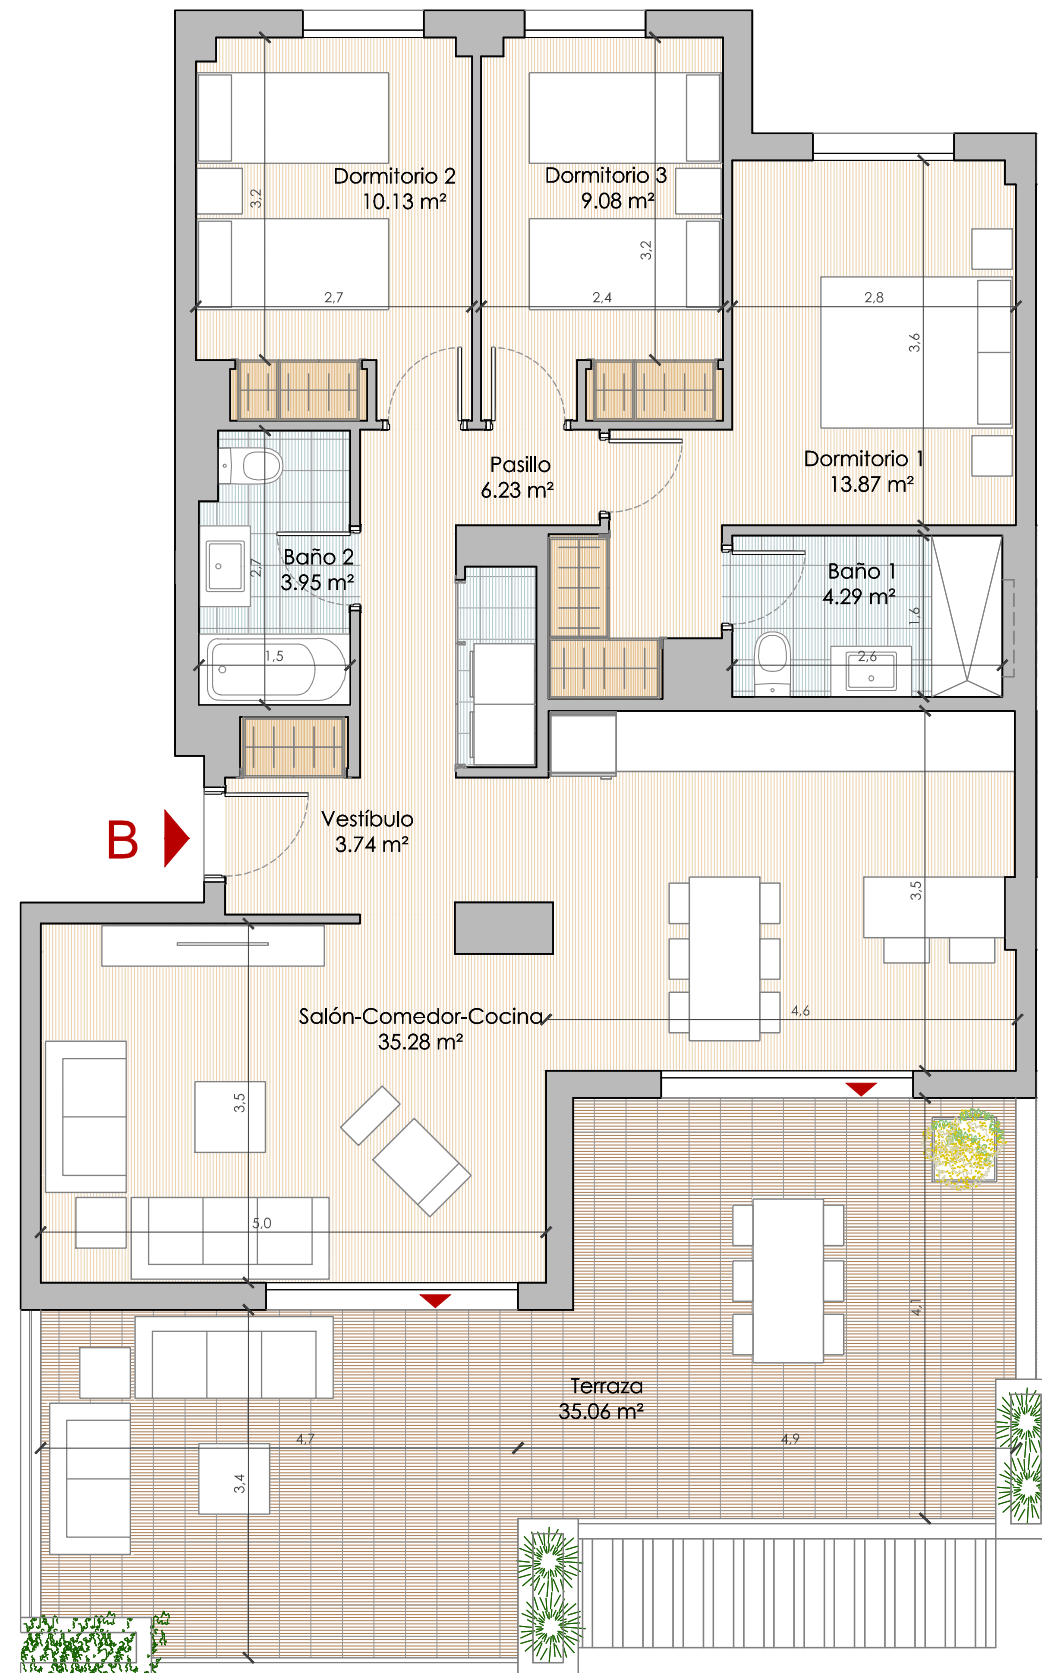 3,2
Dormitorio 2
10.13 m²
2,7
Dormitorio 3
9.08 m²
3,2
2,4
2,8
3,6
Dormitorio 1
13.87 m²
Pasillo
6.23 m²
Baño 2
3.95 m²
2,7
1,5
Baño 1
4.29 m²
1,6
2,6
B
Vestíbulo
3.74 m²
3,5
Salón-Comedor-Cocina
35.28 m²
4,6
3,5
5,0
4,1
Terraza
35.06 m²
4,7
4,9
3,4